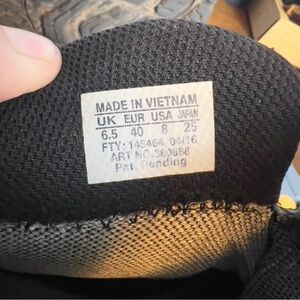 MADE IN VIETNAM
UK EUR USA JAPAN
6.5 40 8 25
FTY: 145464 04/16
ART NO.360888
Pat. Pending